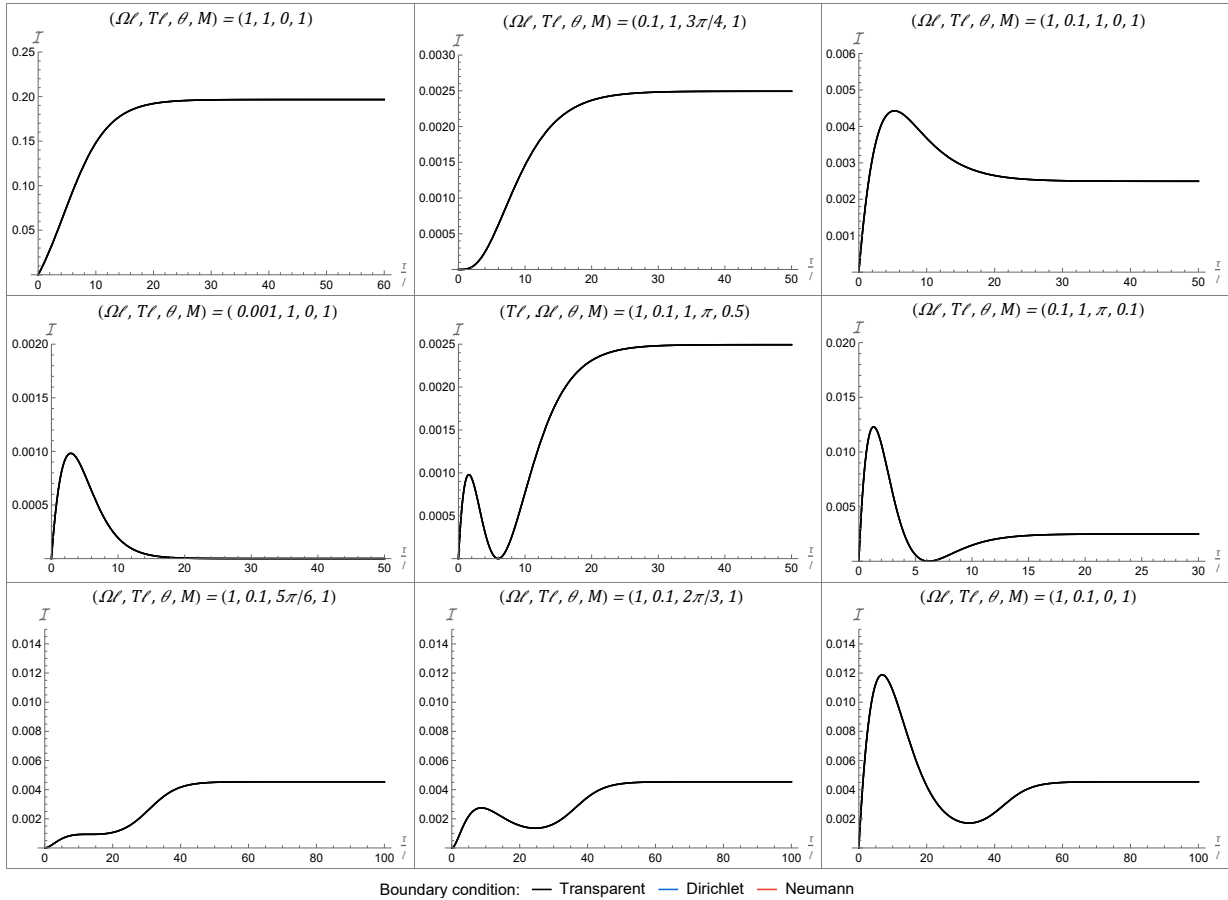 (Ωℓ, Tℓ, θ, M) = (1, 1, 0, 1)
ℐ
0.25
0.20
0.15
0.10
0.05
0 10 20 30 40 50 60
τ/l
(Ωℓ, Tℓ, θ, M) = (0.1, 1, 3π/4, 1)
ℐ
0.0030
0.0025
0.0020
0.0015
0.0010
0.0005
0 10 20 30 40 50
τ/l
(Ωℓ, Tℓ, θ, M) = (1, 0.1, 1, 0, 1)
ℐ
0.006
0.005
0.004
0.003
0.002
0.001
0 10 20 30 40 50
τ/l
(Ωℓ, Tℓ, θ, M) = ( 0.001, 1, 0, 1)
ℐ
0.0020
0.0015
0.0010
0.0005
0 10 20 30 40 50
τ/l
(Tℓ, Ωℓ, θ, M) = (1, 0.1, 1, π, 0.5)
ℐ
0.0025
0.0020
0.0015
0.0010
0.0005
0 10 20 30 40 50
τ/l
(Ωℓ, Tℓ, θ, M) = (0.1, 1, π, 0.1)
ℐ
0.020
0.015
0.010
0.005
0 5 10 15 20 25 30
τ/l
(Ωℓ, Tℓ, θ, M) = (1, 0.1, 5π/6, 1)
ℐ
0.014
0.012
0.010
0.008
0.006
0.004
0.002
0 20 40 60 80 100
τ/l
(Ωℓ, Tℓ, θ, M) = (1, 0.1, 2π/3, 1)
ℐ
0.014
0.012
0.010
0.008
0.006
0.004
0.002
0 20 40 60 80 100
τ/l
(Ωℓ, Tℓ, θ, M) = (1, 0.1, 0, 1)
ℐ
0.014
0.012
0.010
0.008
0.006
0.004
0.002
0 20 40 60 80 100
τ/l
Boundary condition: Transparent Dirichlet Neumann